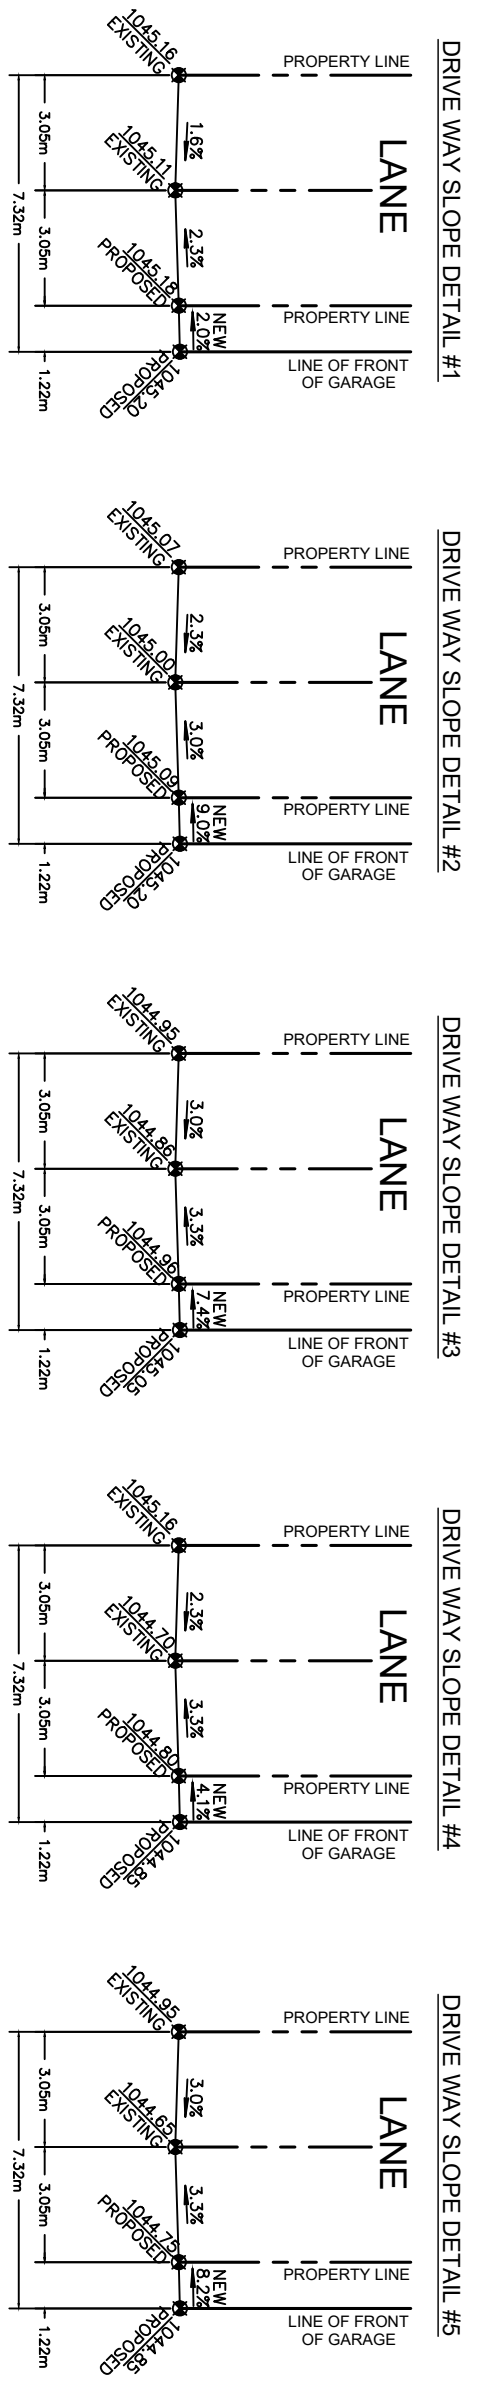 DRIVE WAY SLOPE DETAIL #1
PROPERTY LINE
LANE
PROPERTY LINE
LINE OF FRONT
OF GARAGE
1045.16
EXISTING
1.6%
1045.11
EXISTING
2.3%
1045.18
PROPOSED
NEW
2.0%
1045.20
PROPOSED
3.05m
3.05m
1.22m
7.32m
DRIVE WAY SLOPE DETAIL #2
PROPERTY LINE
LANE
PROPERTY LINE
LINE OF FRONT
OF GARAGE
1045.07
EXISTING
2.3%
1045.00
EXISTING
3.0%
1045.09
PROPOSED
NEW
9.0%
1045.20
PROPOSED
3.05m
3.05m
1.22m
7.32m
DRIVE WAY SLOPE DETAIL #3
PROPERTY LINE
LANE
PROPERTY LINE
LINE OF FRONT
OF GARAGE
1044.95
EXISTING
3.0%
1044.86
EXISTING
3.3%
1044.96
PROPOSED
NEW
7.4%
1045.05
PROPOSED
3.05m
3.05m
1.22m
7.32m
DRIVE WAY SLOPE DETAIL #4
PROPERTY LINE
LANE
PROPERTY LINE
LINE OF FRONT
OF GARAGE
1045.16
EXISTING
2.3%
1044.70
EXISTING
3.3%
1044.80
PROPOSED
NEW
4.1%
1044.85
PROPOSED
3.05m
3.05m
1.22m
7.32m
DRIVE WAY SLOPE DETAIL #5
PROPERTY LINE
LANE
PROPERTY LINE
LINE OF FRONT
OF GARAGE
1044.95
EXISTING
3.0%
1044.65
EXISTING
3.3%
1044.75
PROPOSED
NEW
8.2%
1044.85
PROPOSED
3.05m
3.05m
1.22m
7.32m